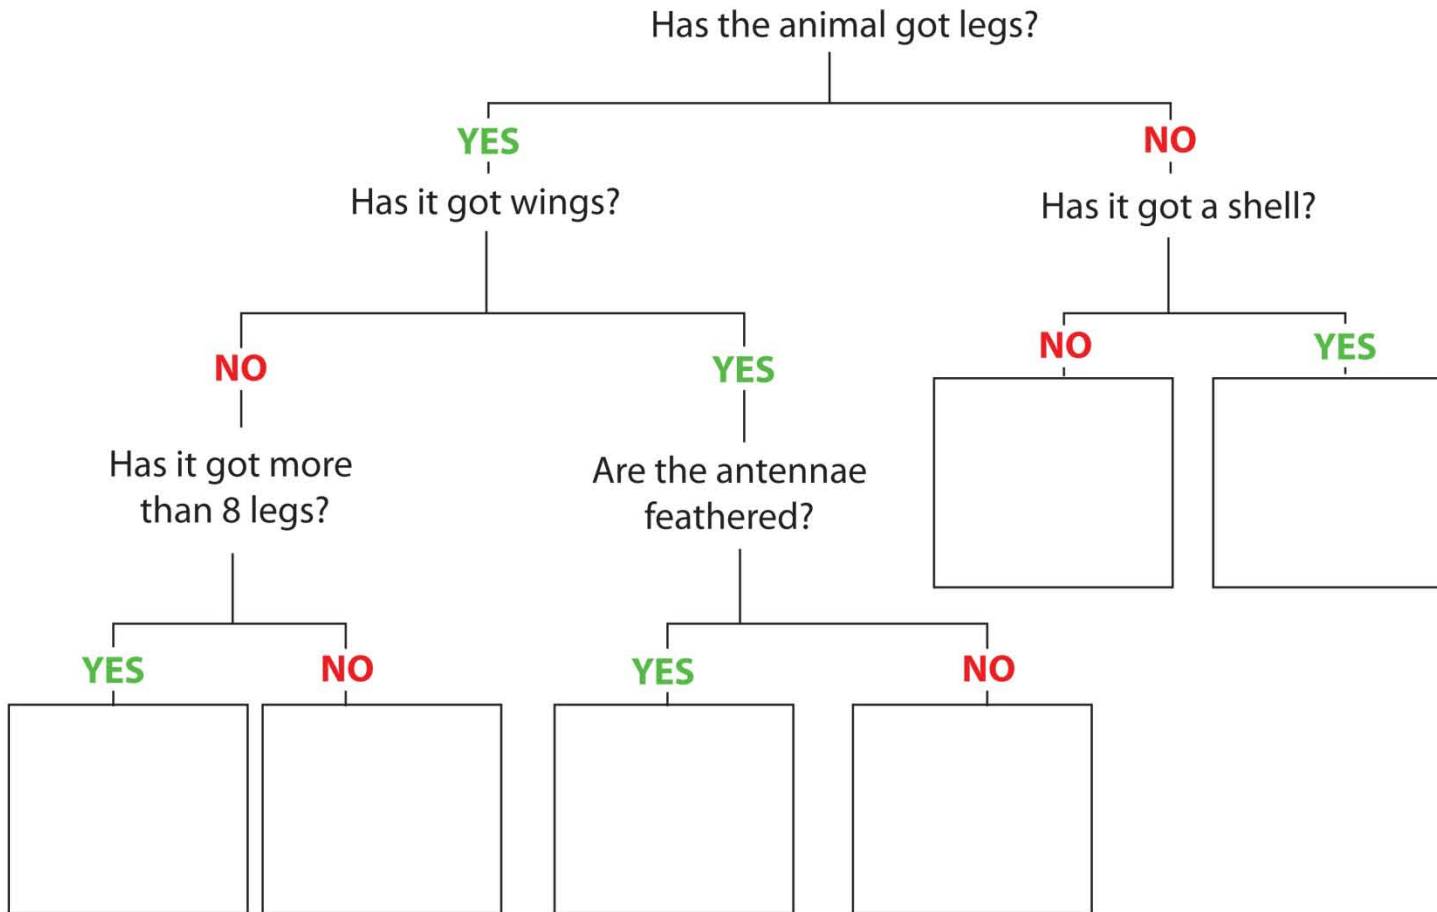 Has the animal got legs?
YES
NO
Has it got wings?
Has it got a shell?
NO
YES
NO
YES
Has it got more
than 8 legs?
Are the antennae
feathered?
YES
NO
YES
NO